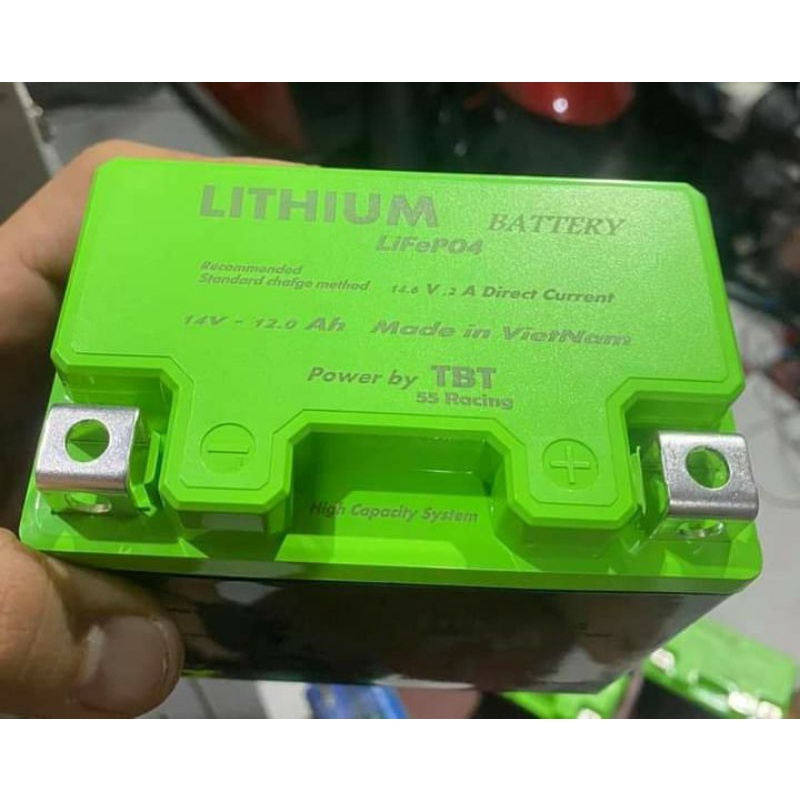 LITHIUM BATTERY
LiFePO4
Recommended
Standard chafge method 14.6 V .2 A Direct Current
14V - 12.0 Ah Made in VietNam
Power by TBT
55 Racing
- +
High Capacity System